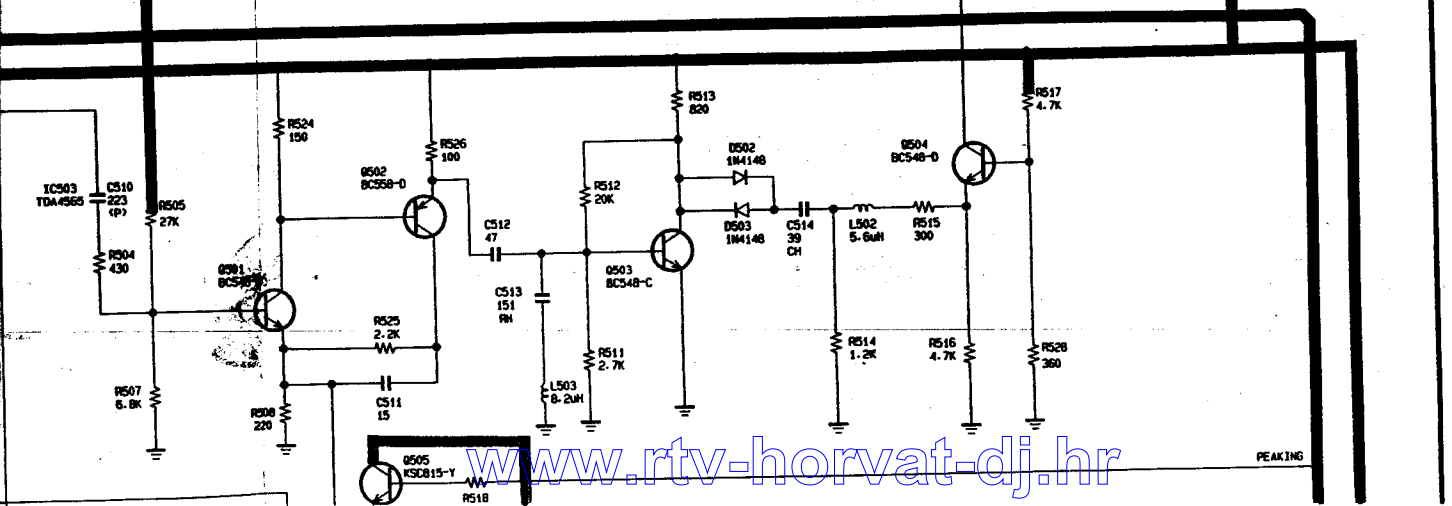 R517
4.7K
R513
820
R524
150
R526
100
Q504
BC548-D
D502
1N4148
Q502
BC558-D
IC503
TDA4565
C510
223
(P)
R512
20K
R505
27K
C512
47
D503
1N4148
C514
39
CH
L502
5.6uH
R515
300
R504
430
Q501
Q503
BC548-C
C513
151
RH
R525
2.2K
R511
2.7K
R514
1.2K
R516
4.7K
R528
360
R507
6.8K
L503
8.2uH
C511
15
R508
220
Q505
KSC815-Y
R518
PEAKING
www.rtv-horvat-dj.hr